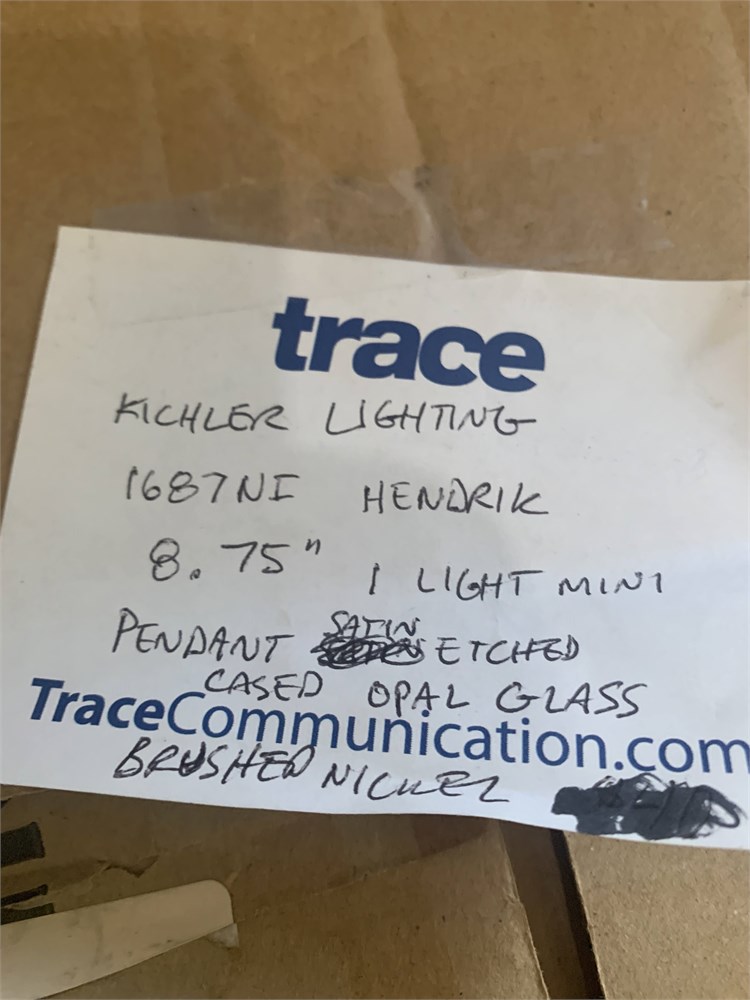 trace
KICHLER LIGHTING
1687NI HENDRIK
8.75" 1 LIGHT MINI
PENDANT SATIN ETCHED
CASED OPAL GLASS
TraceCommunication.com
BRUSHED NICKEL